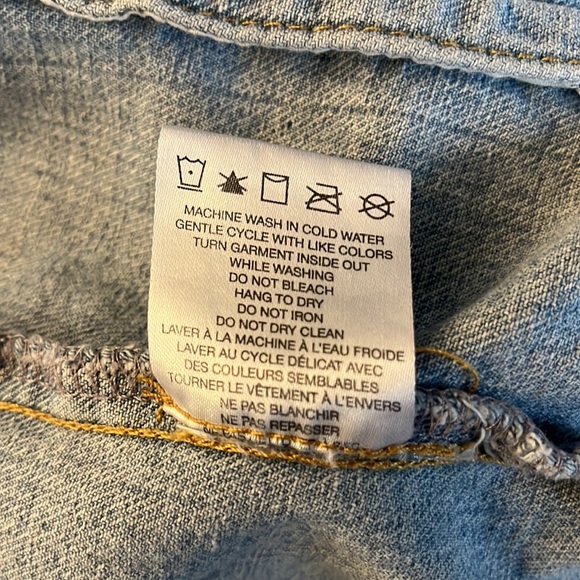 MACHINE WASH IN COLD WATER
GENTLE CYCLE WITH LIKE COLORS
TURN GARMENT INSIDE OUT
WHILE WASHING
DO NOT BLEACH
HANG TO DRY
DO NOT IRON
DO NOT DRY CLEAN
LAVER À LA MACHINE À L'EAU FROIDE
LAVER AU CYCLE DÉLICAT AVEC
DES COULEURS SEMBLABLES
TOURNER LE VÊTEMENT À L'ENVERS
NE PAS BLANCHIR
NE PAS REPASSER